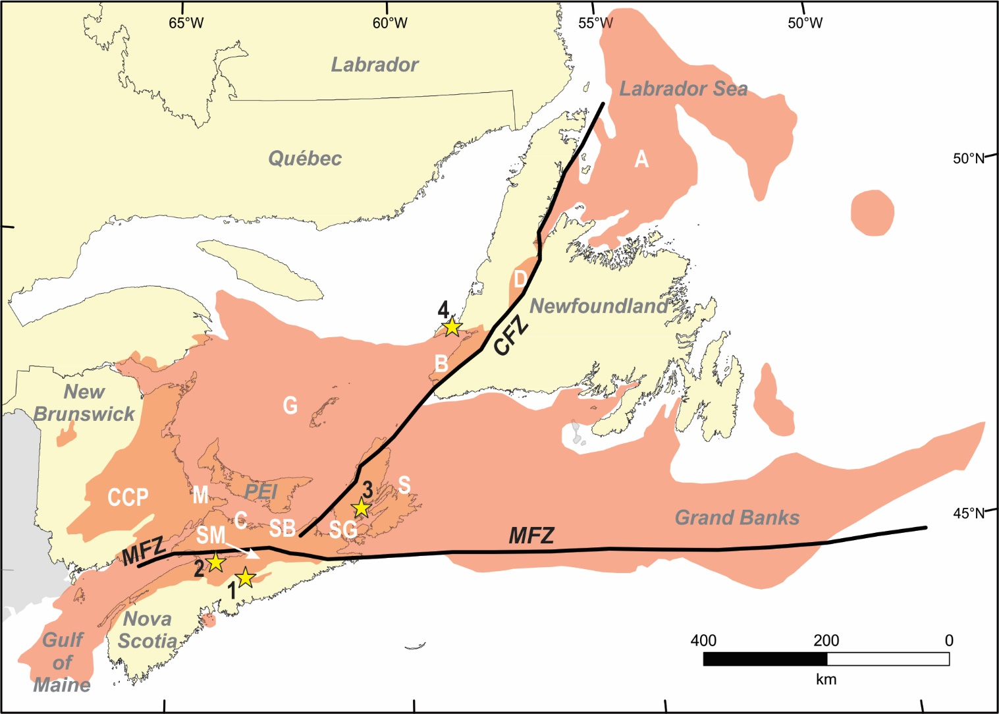 65°W
60°W
55°W
50°W
Labrador
Labrador Sea
Québec
A
50°N
D
4
Newfoundland
CFZ
B
New
Brunswick
G
CCP
M
PEI
3
S
C
SB
SG
SM
45°N
Grand Banks
MFZ
MFZ
2
1
Nova
Scotia
Gulf
of
Maine
400
200
0
km